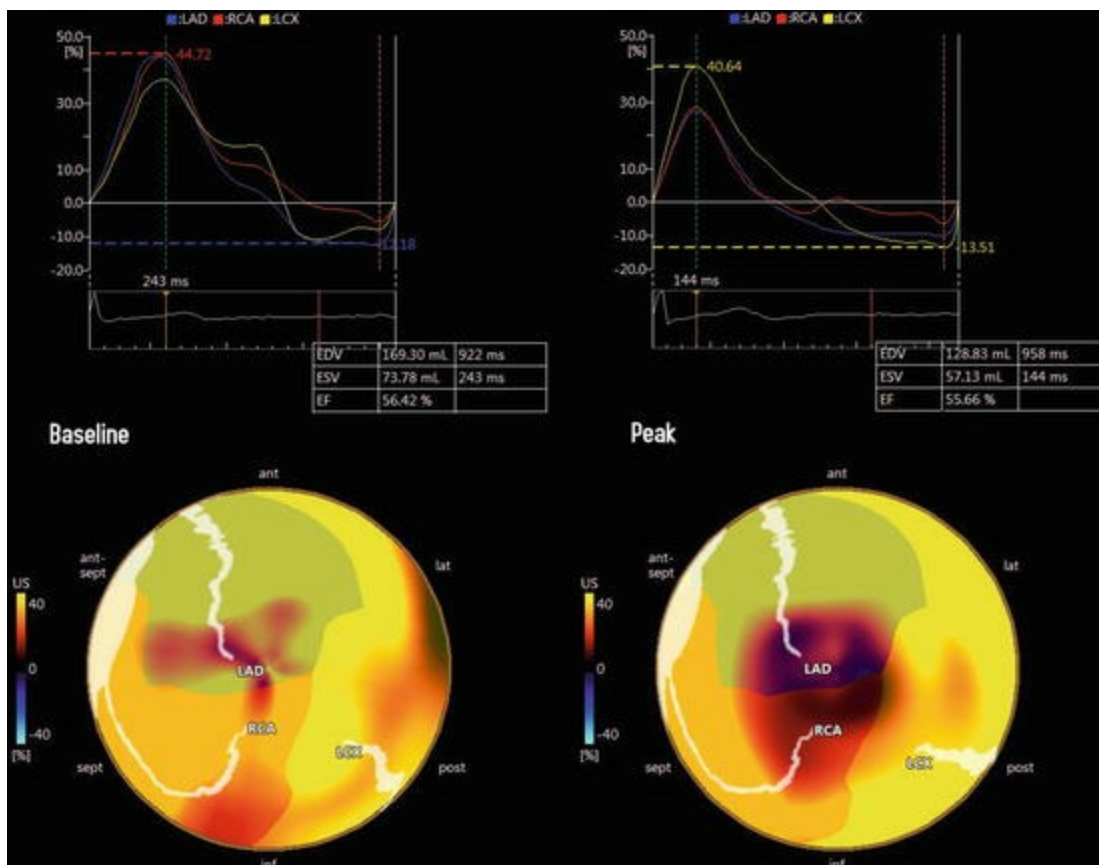 :LAD :RCA :LCX
50.0
[%]
44.72
30.0
10.0
0.0
-10.0
12.18
-20.0
243 ms
EDV 169.30 mL 922 ms
ESV 73.78 mL 243 ms
EF 56.42 %
:LAD :RCA :LCX
50.0
[%]
40.64
30.0
10.0
0.0
-10.0
13.51
-20.0
144 ms
EDV 128.83 mL 958 ms
ESV 57.13 mL 144 ms
EF 55.66 %
Baseline
ant
ant-
sept
lat
US
40
0
-40
[%]
LAD
RCA
LCX
sept
post
inf
Peak
ant
ant-
sept
lat
US
40
0
-40
[%]
LAD
RCA
LCX
sept
post
inf